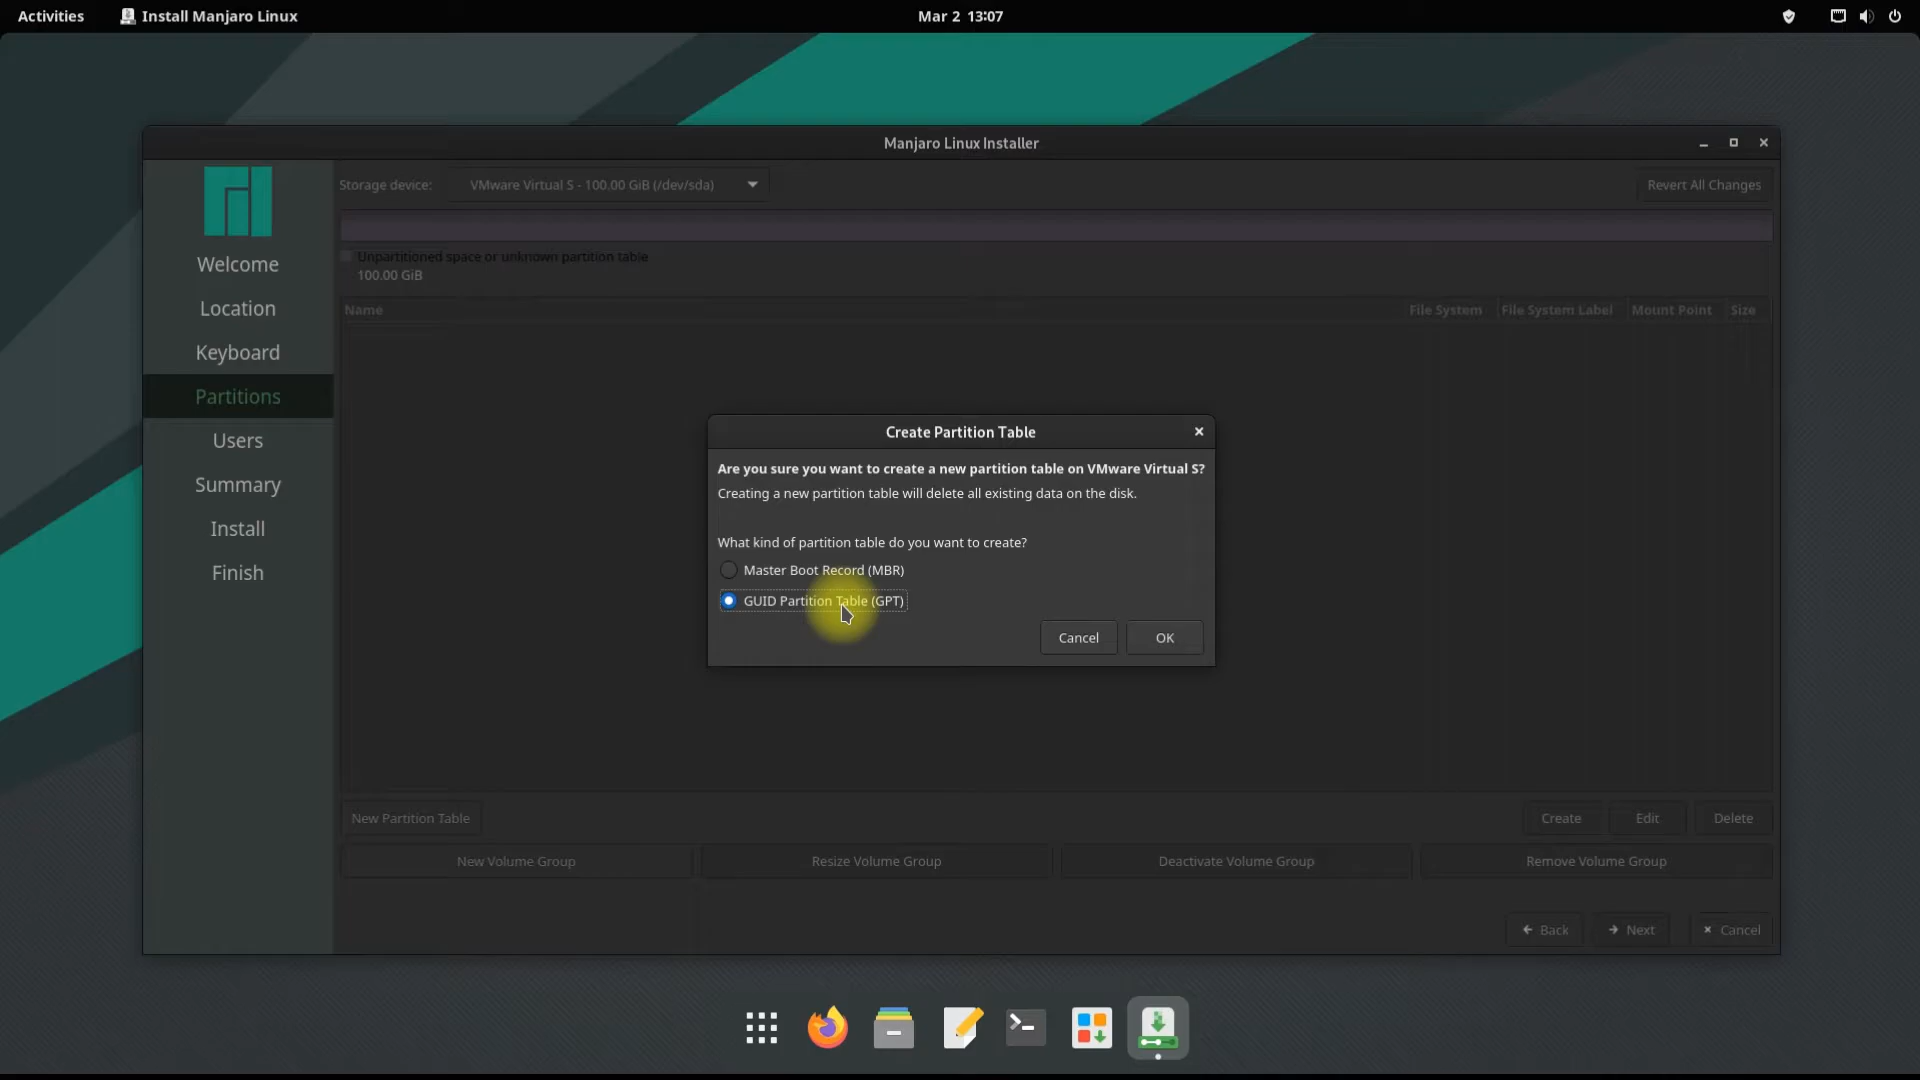 Activities
Install Manjaro Linux
Mar 2 13:07
Manjaro Linux Installer
Storage device:
VMware Virtual S - 100.00 GiB (/dev/sda)
Revert All Changes
Unpartitioned space or unknown partition table
100.00 GiB
Name
File System
File System Label
Mount Point
Size
Welcome
Location
Keyboard
Partitions
Users
Summary
Install
Finish
Create Partition Table
Are you sure you want to create a new partition table on VMware Virtual S?
Creating a new partition table will delete all existing data on the disk.
What kind of partition table do you want to create?
Master Boot Record (MBR)
GUID Partition Table (GPT)
Cancel
OK
New Partition Table
Create
Edit
Delete
New Volume Group
Resize Volume Group
Deactivate Volume Group
Remove Volume Group
Back
Next
Cancel